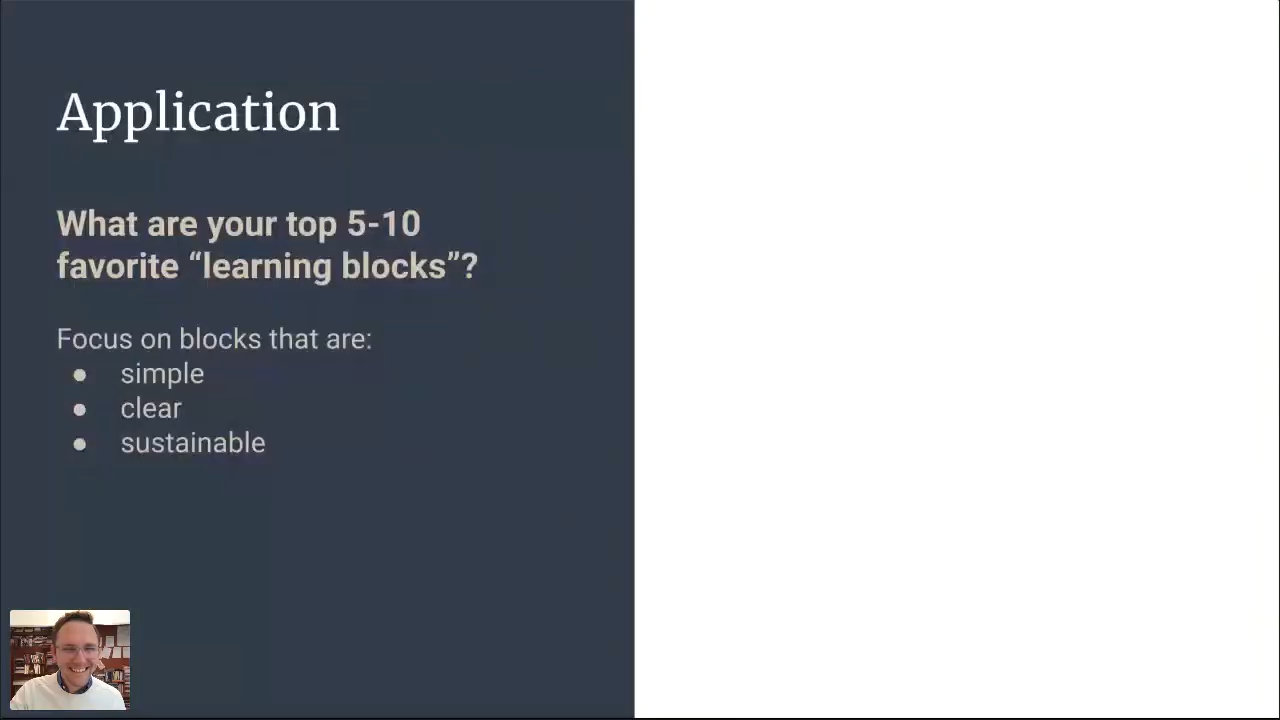 Application
What are your top 5-10
favorite “learning blocks”?
Focus on blocks that are:
● simple
● clear
● sustainable